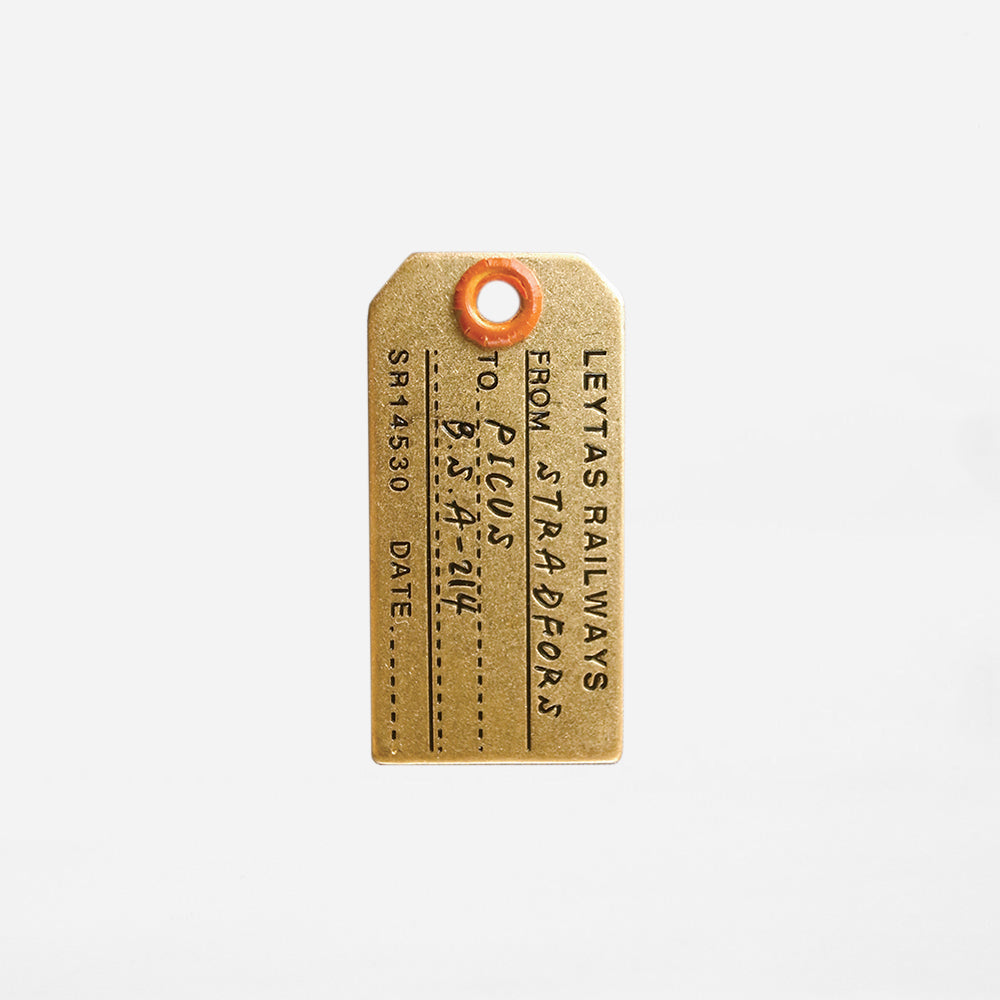 LEYTAS RAILWAYS
FROM STRADFORS
TO PICUS
B.S.A-214
SR14530 DATE